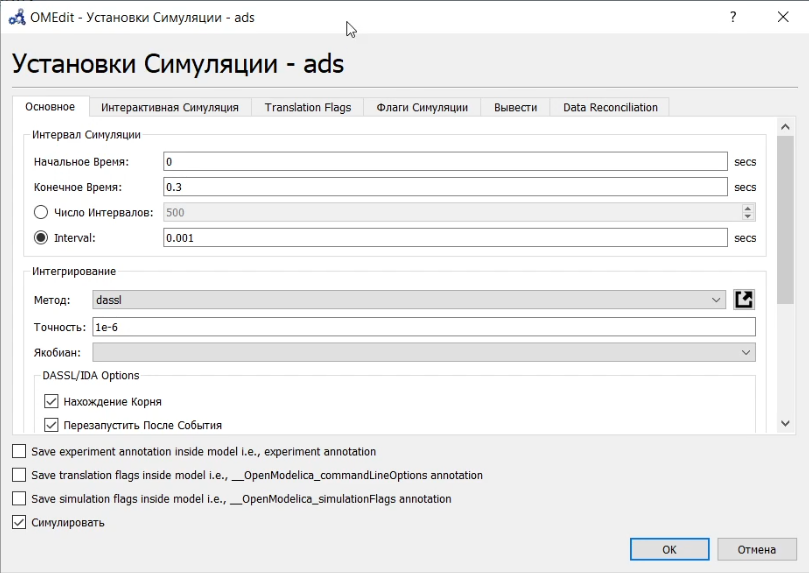 OMEdit - Установки Симуляции - ads
Установки Симуляции - ads
Основное Интерактивная Симуляция Translation Flags Флаги Симуляции Вывести Data Reconciliation
Интервал Симуляции
Начальное Время: 0 secs
Конечное Время: 0.3 secs
Число Интервалов: 500
Interval: 0.001 secs
Интегрирование
Метод: dassl
Точность: 1e-6
Якобиан:
DASSL/IDA Options
Нахождение Корня
Перезапустить После События
Save experiment annotation inside model i.e., experiment annotation
Save translation flags inside model i.e., __OpenModelica_commandLineOptions annotation
Save simulation flags inside model i.e., __OpenModelica_simulationFlags annotation
Симулировать
OK Отмена